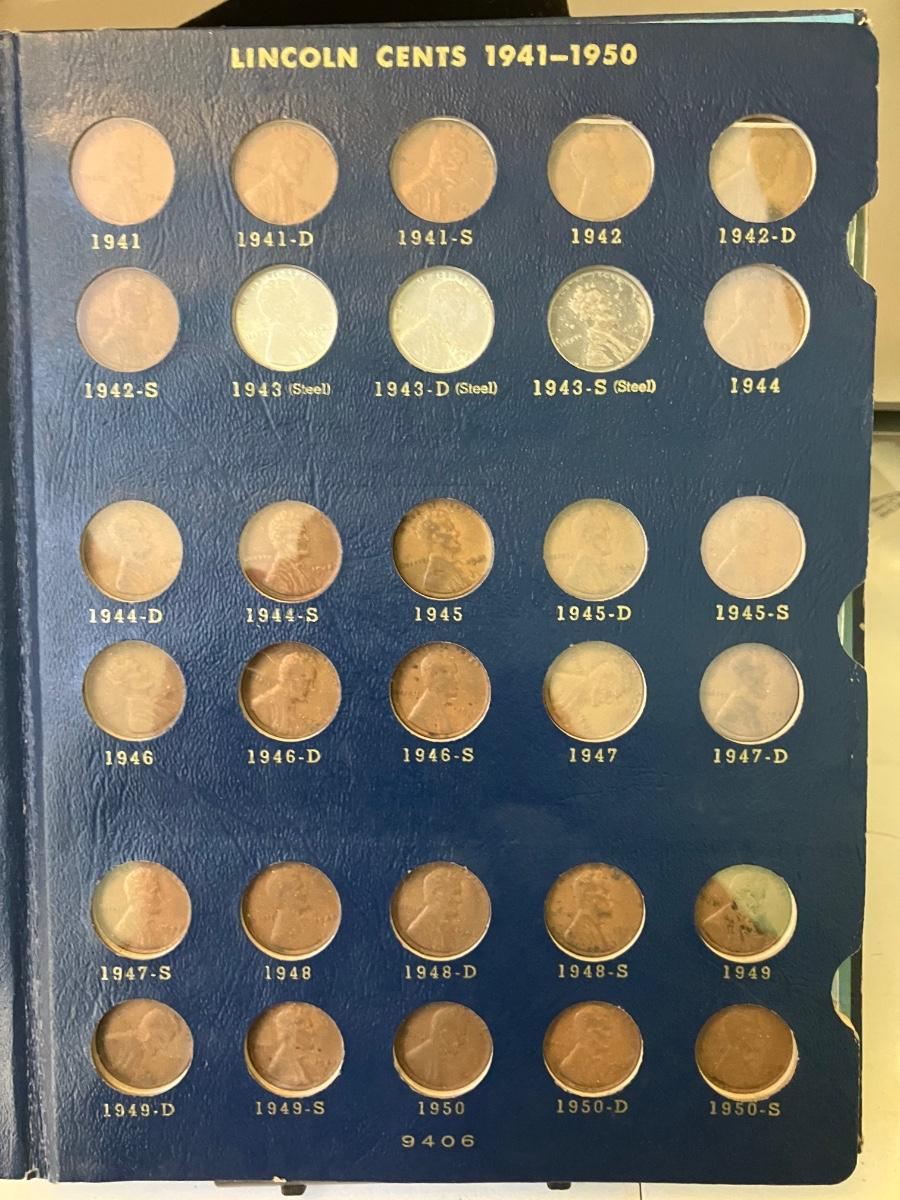 LINCOLN CENTS 1941–1950
1941 1941-D 1941-S 1942 1942-D
1942-S 1943 (Steel) 1943-D (Steel) 1943-S (Steel) 1944
1944-D 1944-S 1945 1945-D 1945-S
1946 1946-D 1946-S 1947 1947-D
1947-S 1948 1948-D 1948-S 1949
1949-D 1949-S 1950 1950-D 1950-S
9406